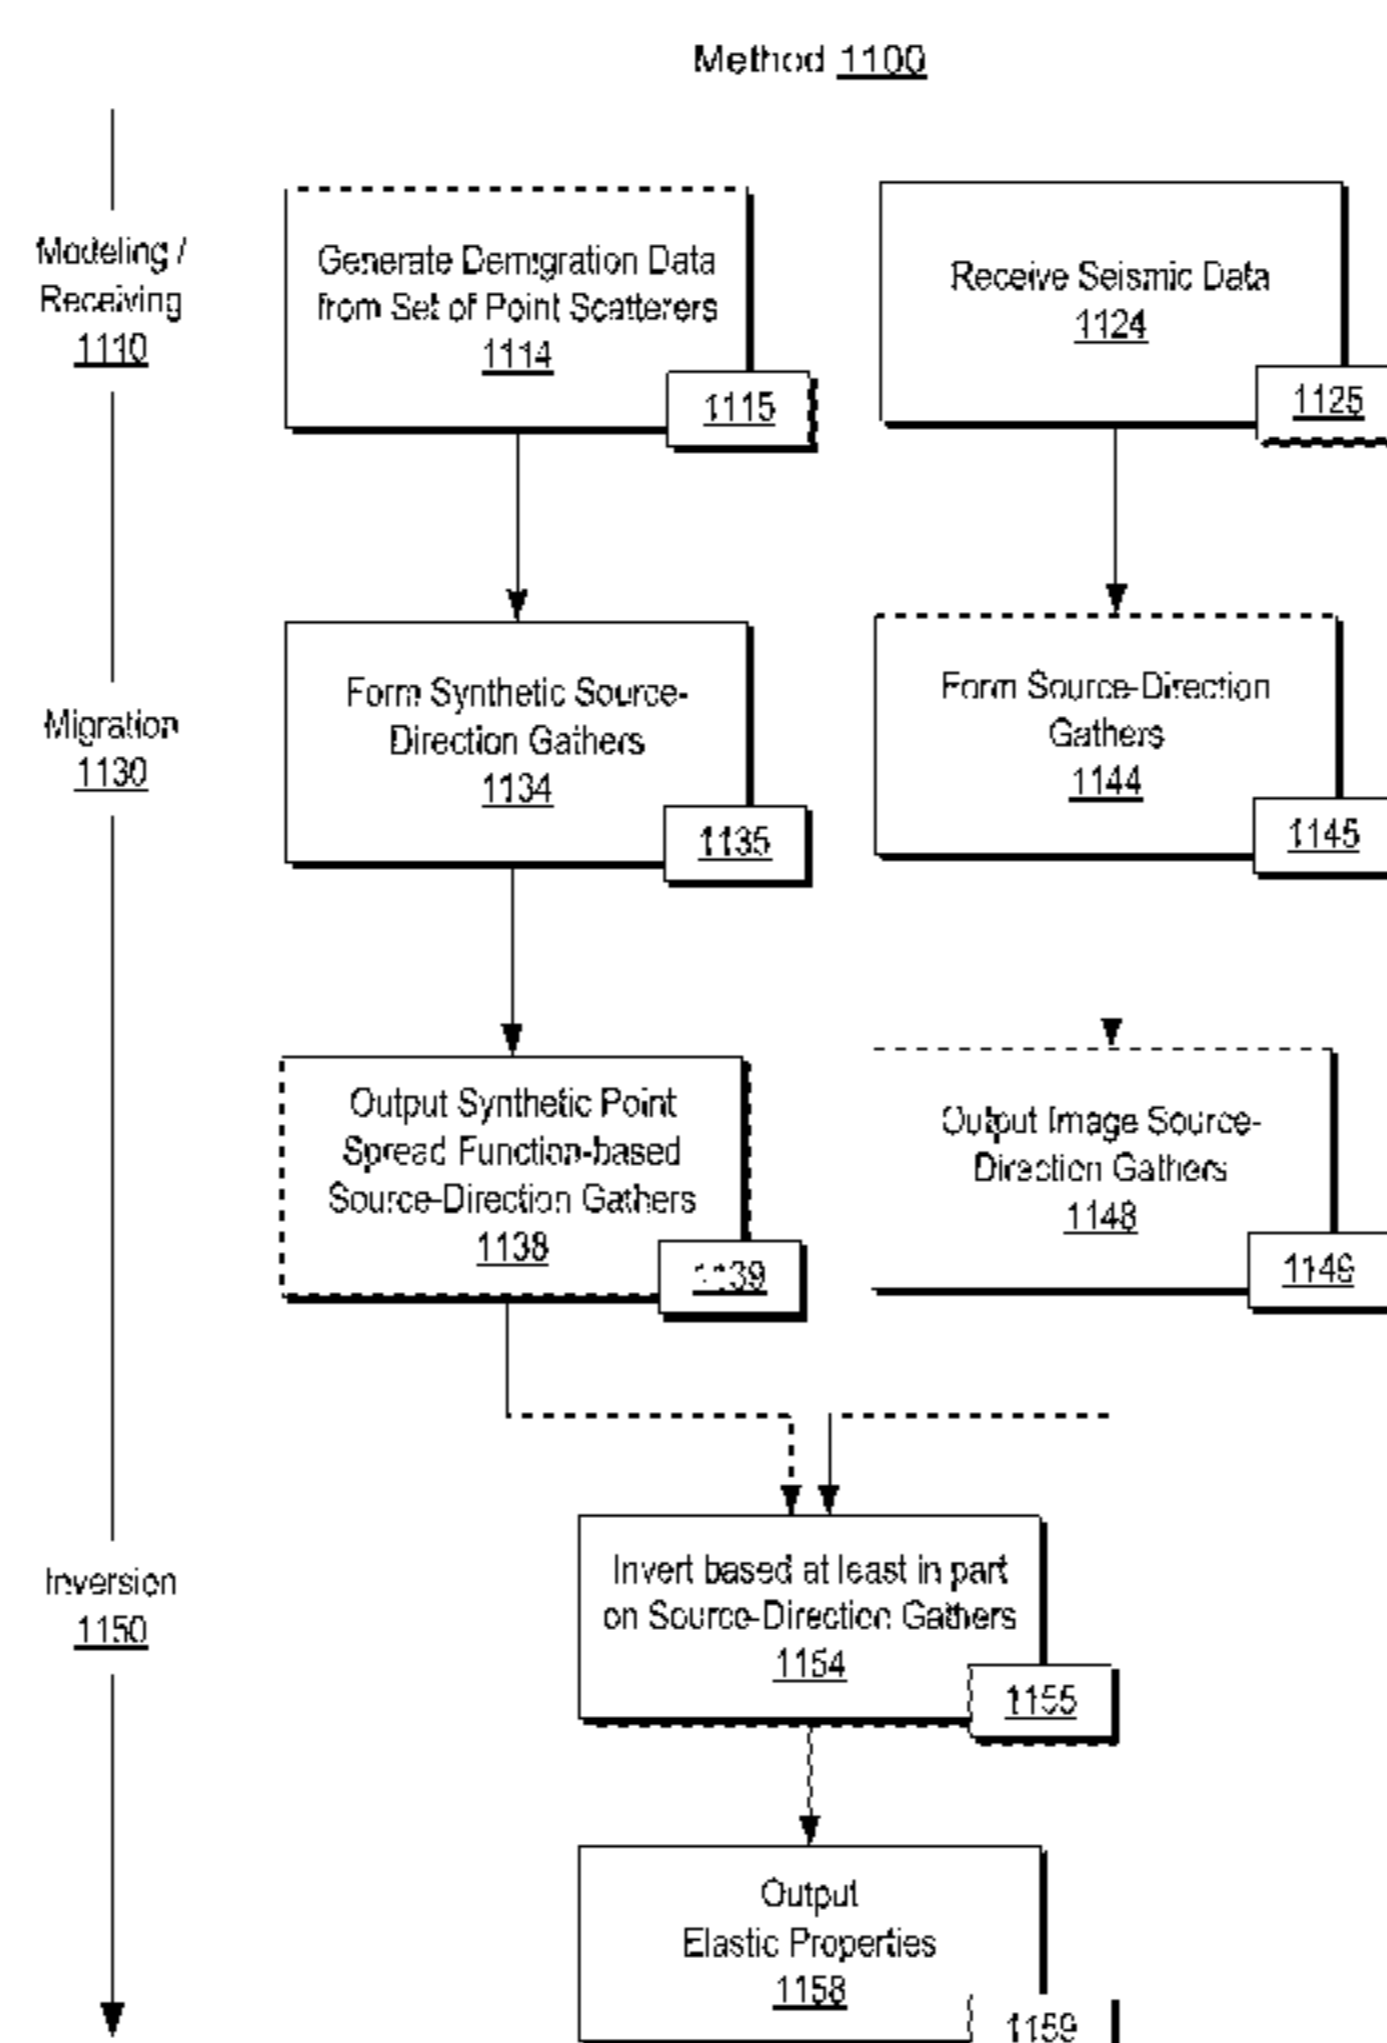 Method 1100
Modeling /
Receiving
1110
Generate Demigration Data
from Set of Point Scatterers
1114
1115
Receive Seismic Data
1124
1125
Migration
1130
Form Synthetic Source-
Direction Gathers
1134
1135
Form Source-Direction
Gathers
1144
1145
Output Synthetic Point
Spread Function-based
Source-Direction Gathers
1138
1139
Output Image Source-
Direction Gathers
1148
1149
Inversion
1150
Invert based at least in part
on Source-Direction Gathers
1154
1155
Output
Elastic Properties
1158
1159